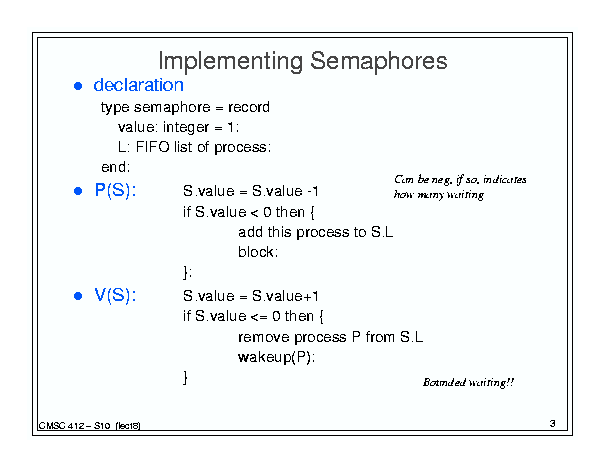 Implementing Semaphores
● declaration
type semaphore = record
value: integer = 1:
L: FIFO list of process:
end:
● P(S): S.value = S.value -1
Can be neg, if so, indicates
how many waiting
if S.value < 0 then {
add this process to S.L
block:
}:
● V(S): S.value = S.value+1
if S.value <= 0 then {
remove process P from S.L
wakeup(P):
}
Bounded waiting!!
CMSC 412 – S10 (lect8)
3